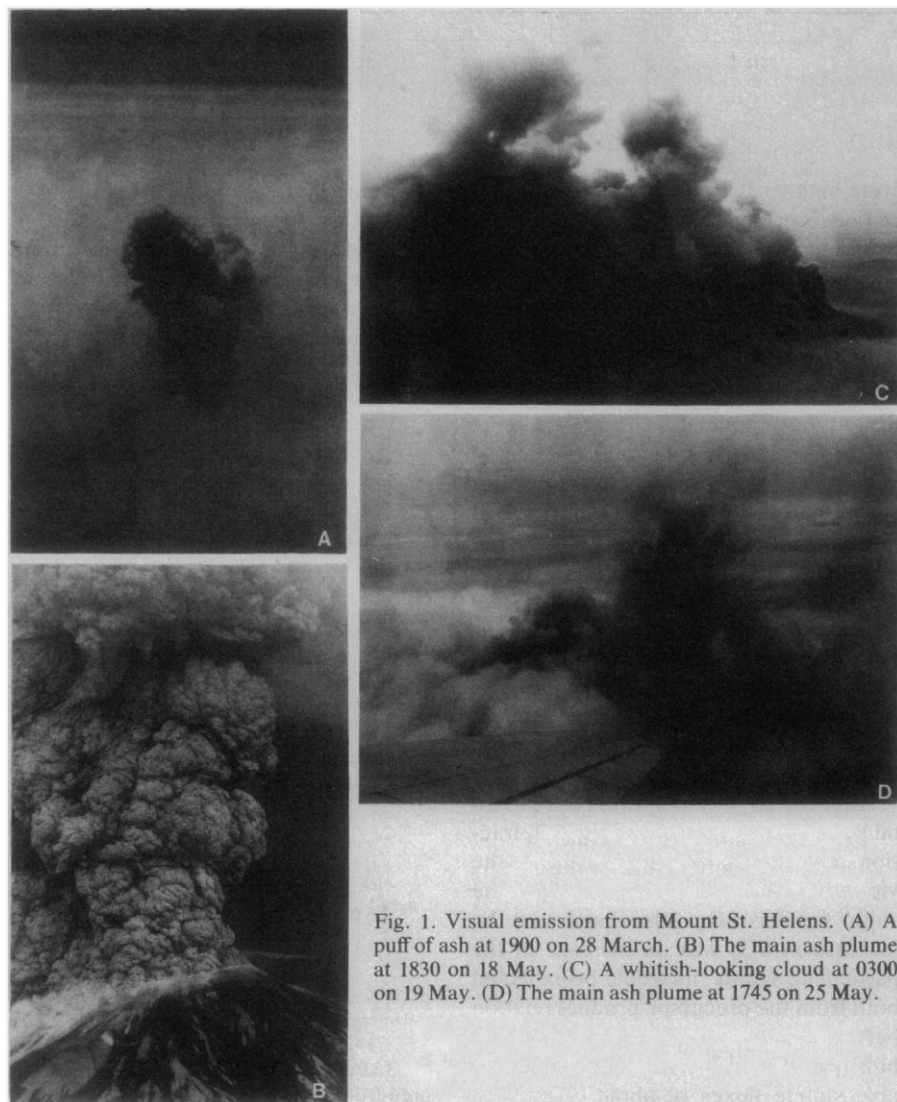 A
C
B
D
Fig. 1. Visual emission from Mount St. Helens. (A) A
puff of ash at 1900 on 28 March. (B) The main ash plume
at 1830 on 18 May. (C) A whitish-looking cloud at 0300
on 19 May. (D) The main ash plume at 1745 on 25 May.